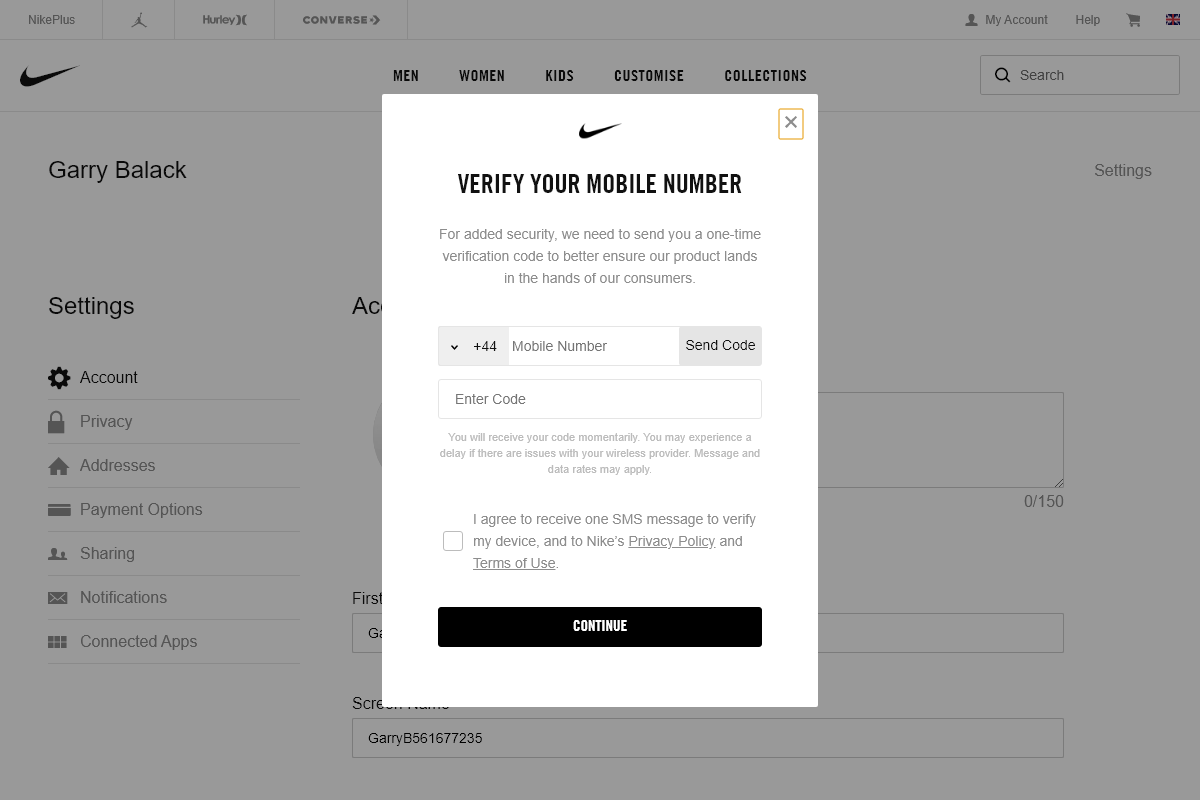 NikePlus
Hurley)(
CONVERSE
My Account
Help
MEN
WOMEN
KIDS
CUSTOMISE
COLLECTIONS
Search
Garry Balack
Settings
Settings
Account
Privacy
Addresses
Payment Options
Sharing
Notifications
Connected Apps
Ac
0/150
First
Ga
Screen Name
GarryB561677235
VERIFY YOUR MOBILE NUMBER
For added security, we need to send you a one-time
verification code to better ensure our product lands
in the hands of our consumers.
+44
Mobile Number
Send Code
Enter Code
You will receive your code momentarily. You may experience a
delay if there are issues with your wireless provider. Message and
data rates may apply.
I agree to receive one SMS message to verify
my device, and to Nike’s Privacy Policy and
Terms of Use.
CONTINUE